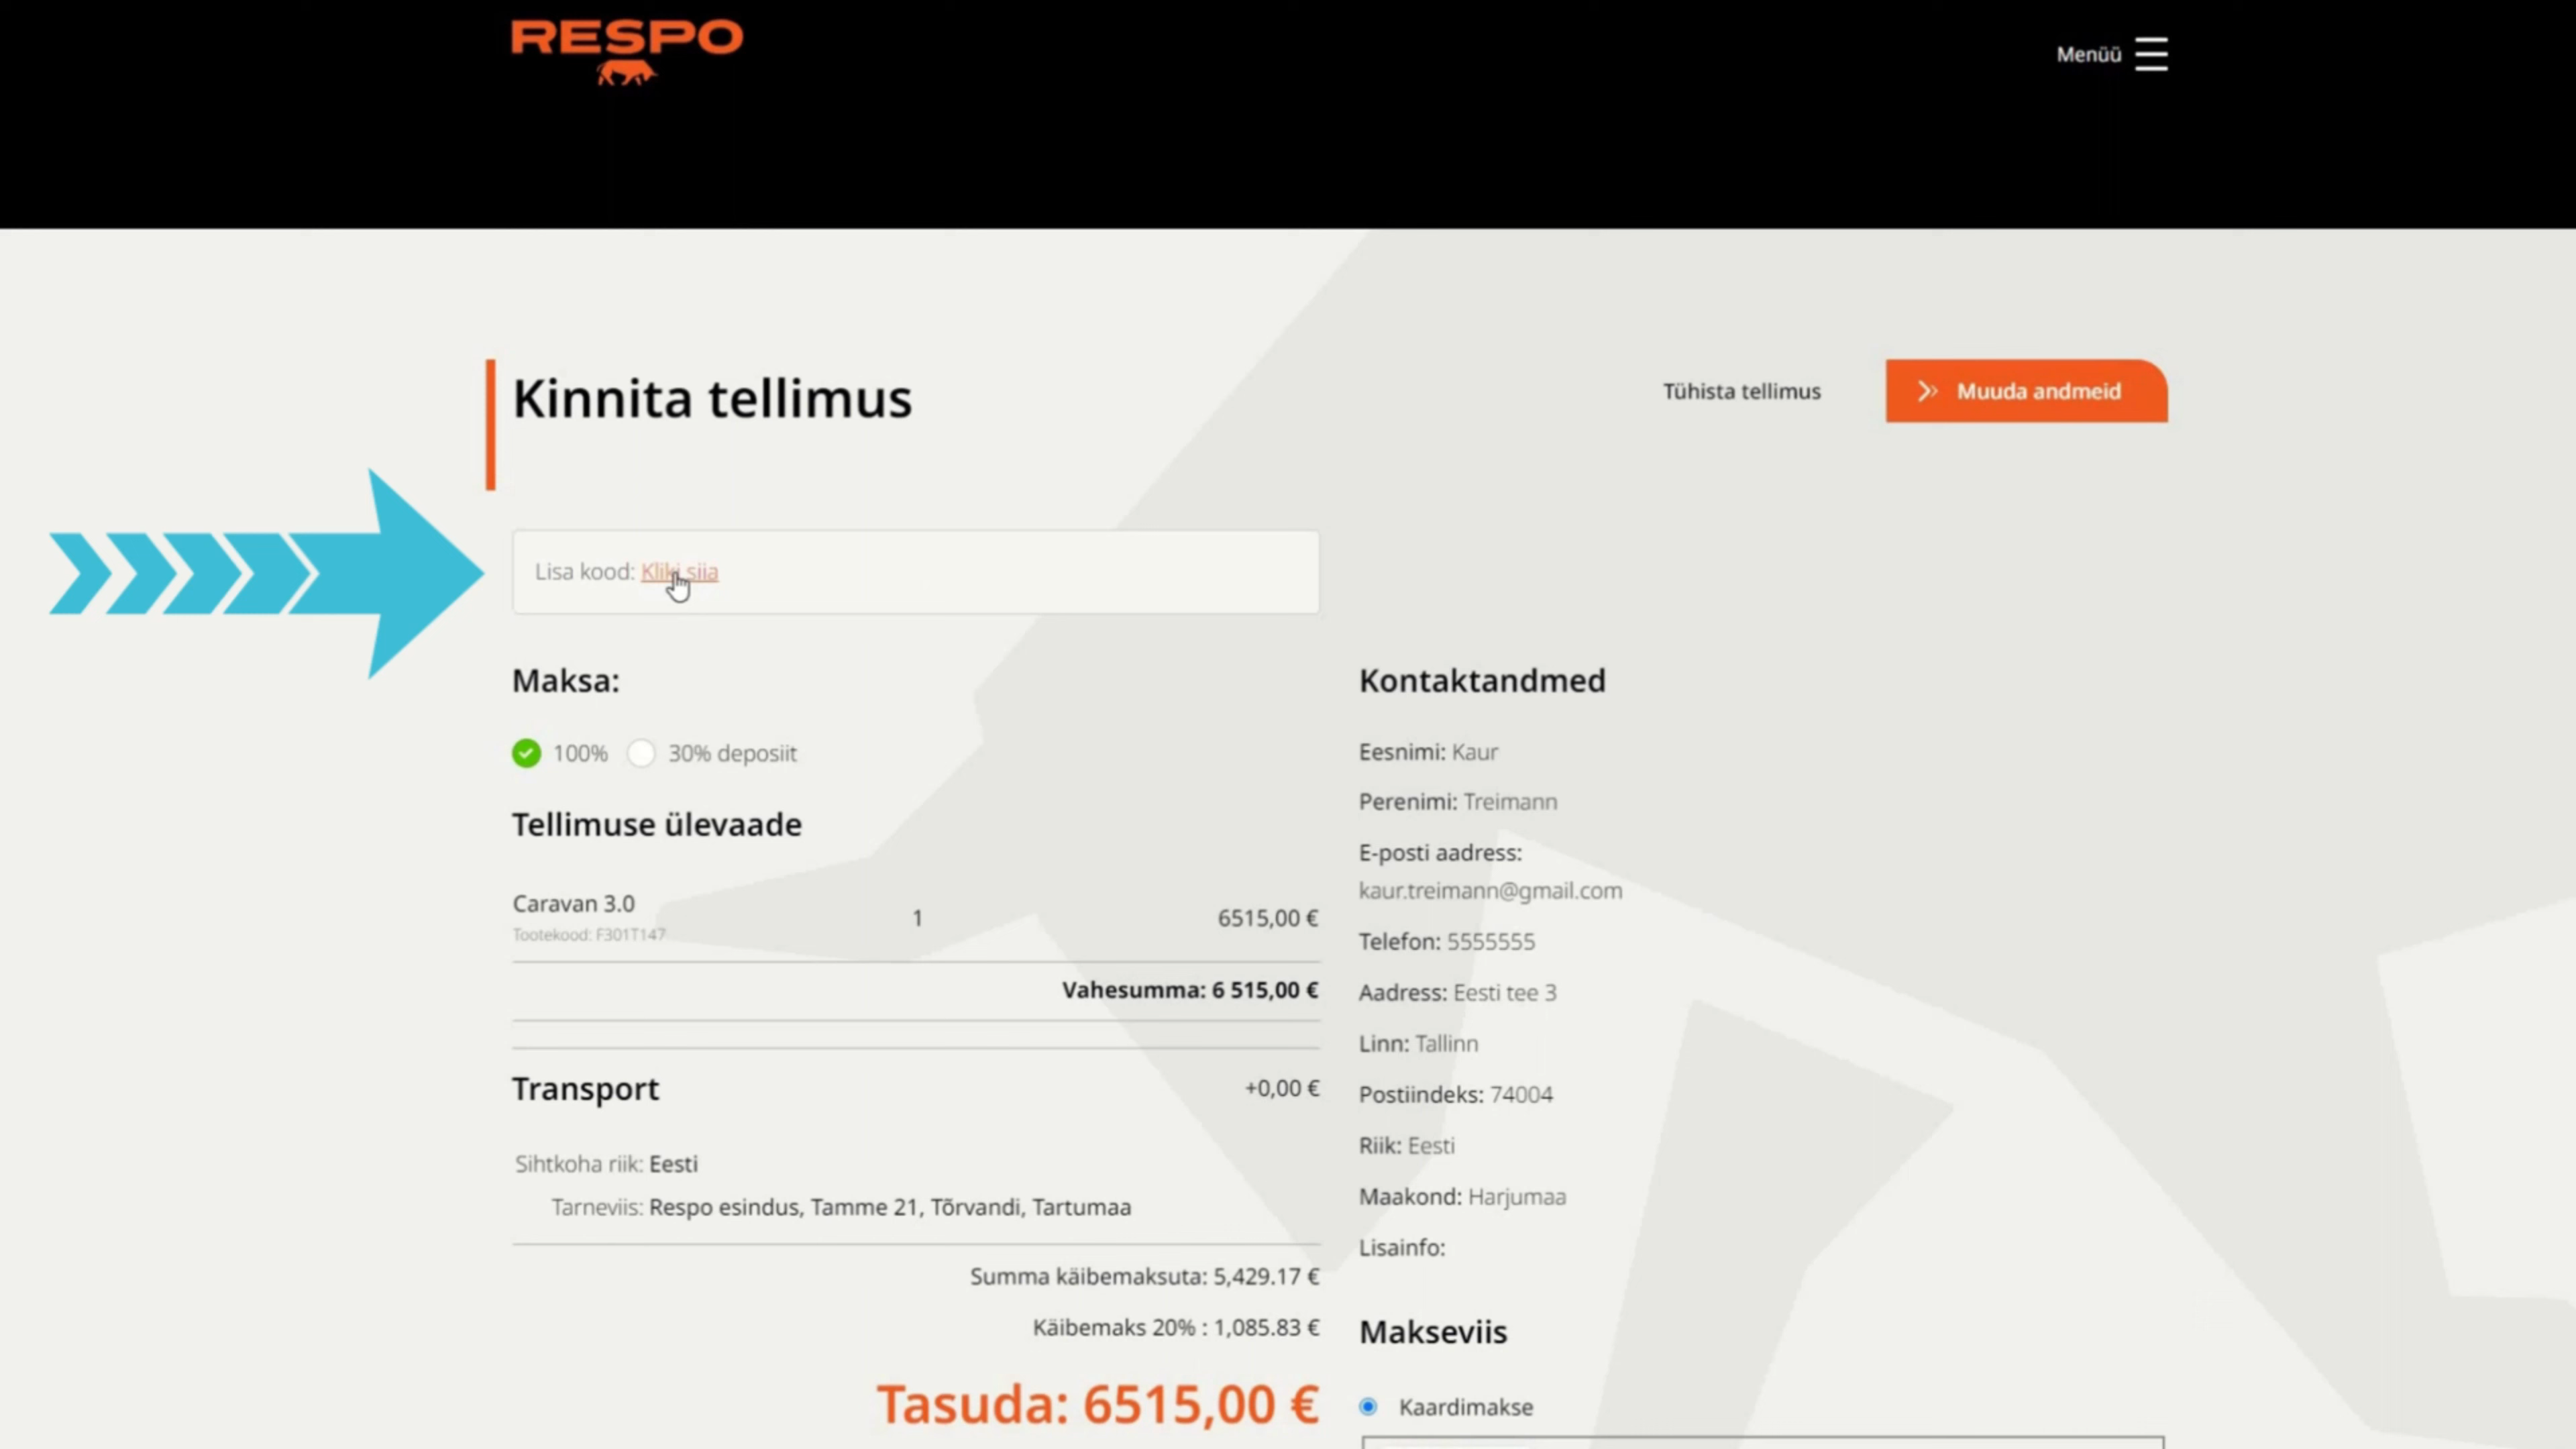 RESPO
Menüü
Kinnita tellimus
Tühista tellimus
Muuda andmeid
Lisa kood: Kliki siia
Maksa:
100%
30% deposiit
Tellimuse ülevaade
Caravan 3.0
Tootekood: F301T147
1
6515,00 €
Vahesumma: 6 515,00 €
Transport
+0,00 €
Sihtkoha riik: Eesti
Tarneviis: Respo esindus, Tamme 21, Tõrvandi, Tartumaa
Summa käibemaksuta: 5,429.17 €
Käibemaks 20% : 1,085.83 €
Tasuda: 6515,00 €
Kontaktandmed
Eesnimi: Kaur
Perenimi: Treimann
E-posti aadress:
kaur.treimann@gmail.com
Telefon: 5555555
Aadress: Eesti tee 3
Linn: Tallinn
Postiindeks: 74004
Riik: Eesti
Maakond: Harjumaa
Lisainfo:
Makseviis
Kaardimakse